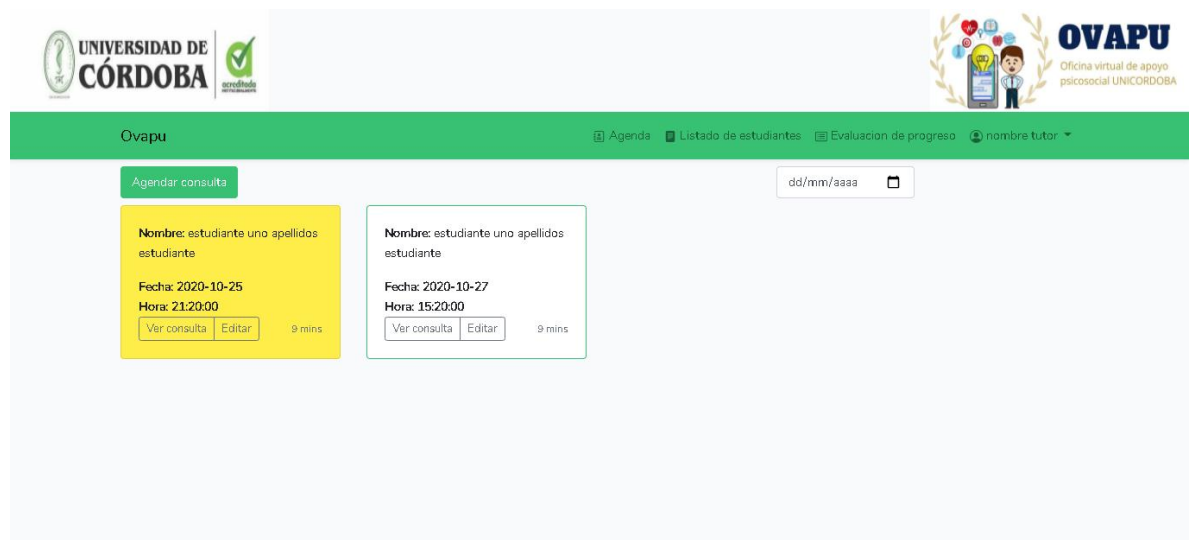 UNIVERSIDAD DE
CÓRDOBA
acreditada
INSTITUCIONALMENTE
OVAPU
Oficina virtual de apoyo
psicosocial UNICORDOBA
Ovapu
Agenda
Listado de estudiantes
Evaluacion de progreso
nombre tutor
Agendar consulta
dd/mm/aaaa
Nombre: estudiante uno apellidos
estudiante
Fecha: 2020-10-25
Hora: 21:20:00
Ver consulta
Editar
9 mins
Nombre: estudiante uno apellidos
estudiante
Fecha: 2020-10-27
Hora: 15:20:00
Ver consulta
Editar
9 mins